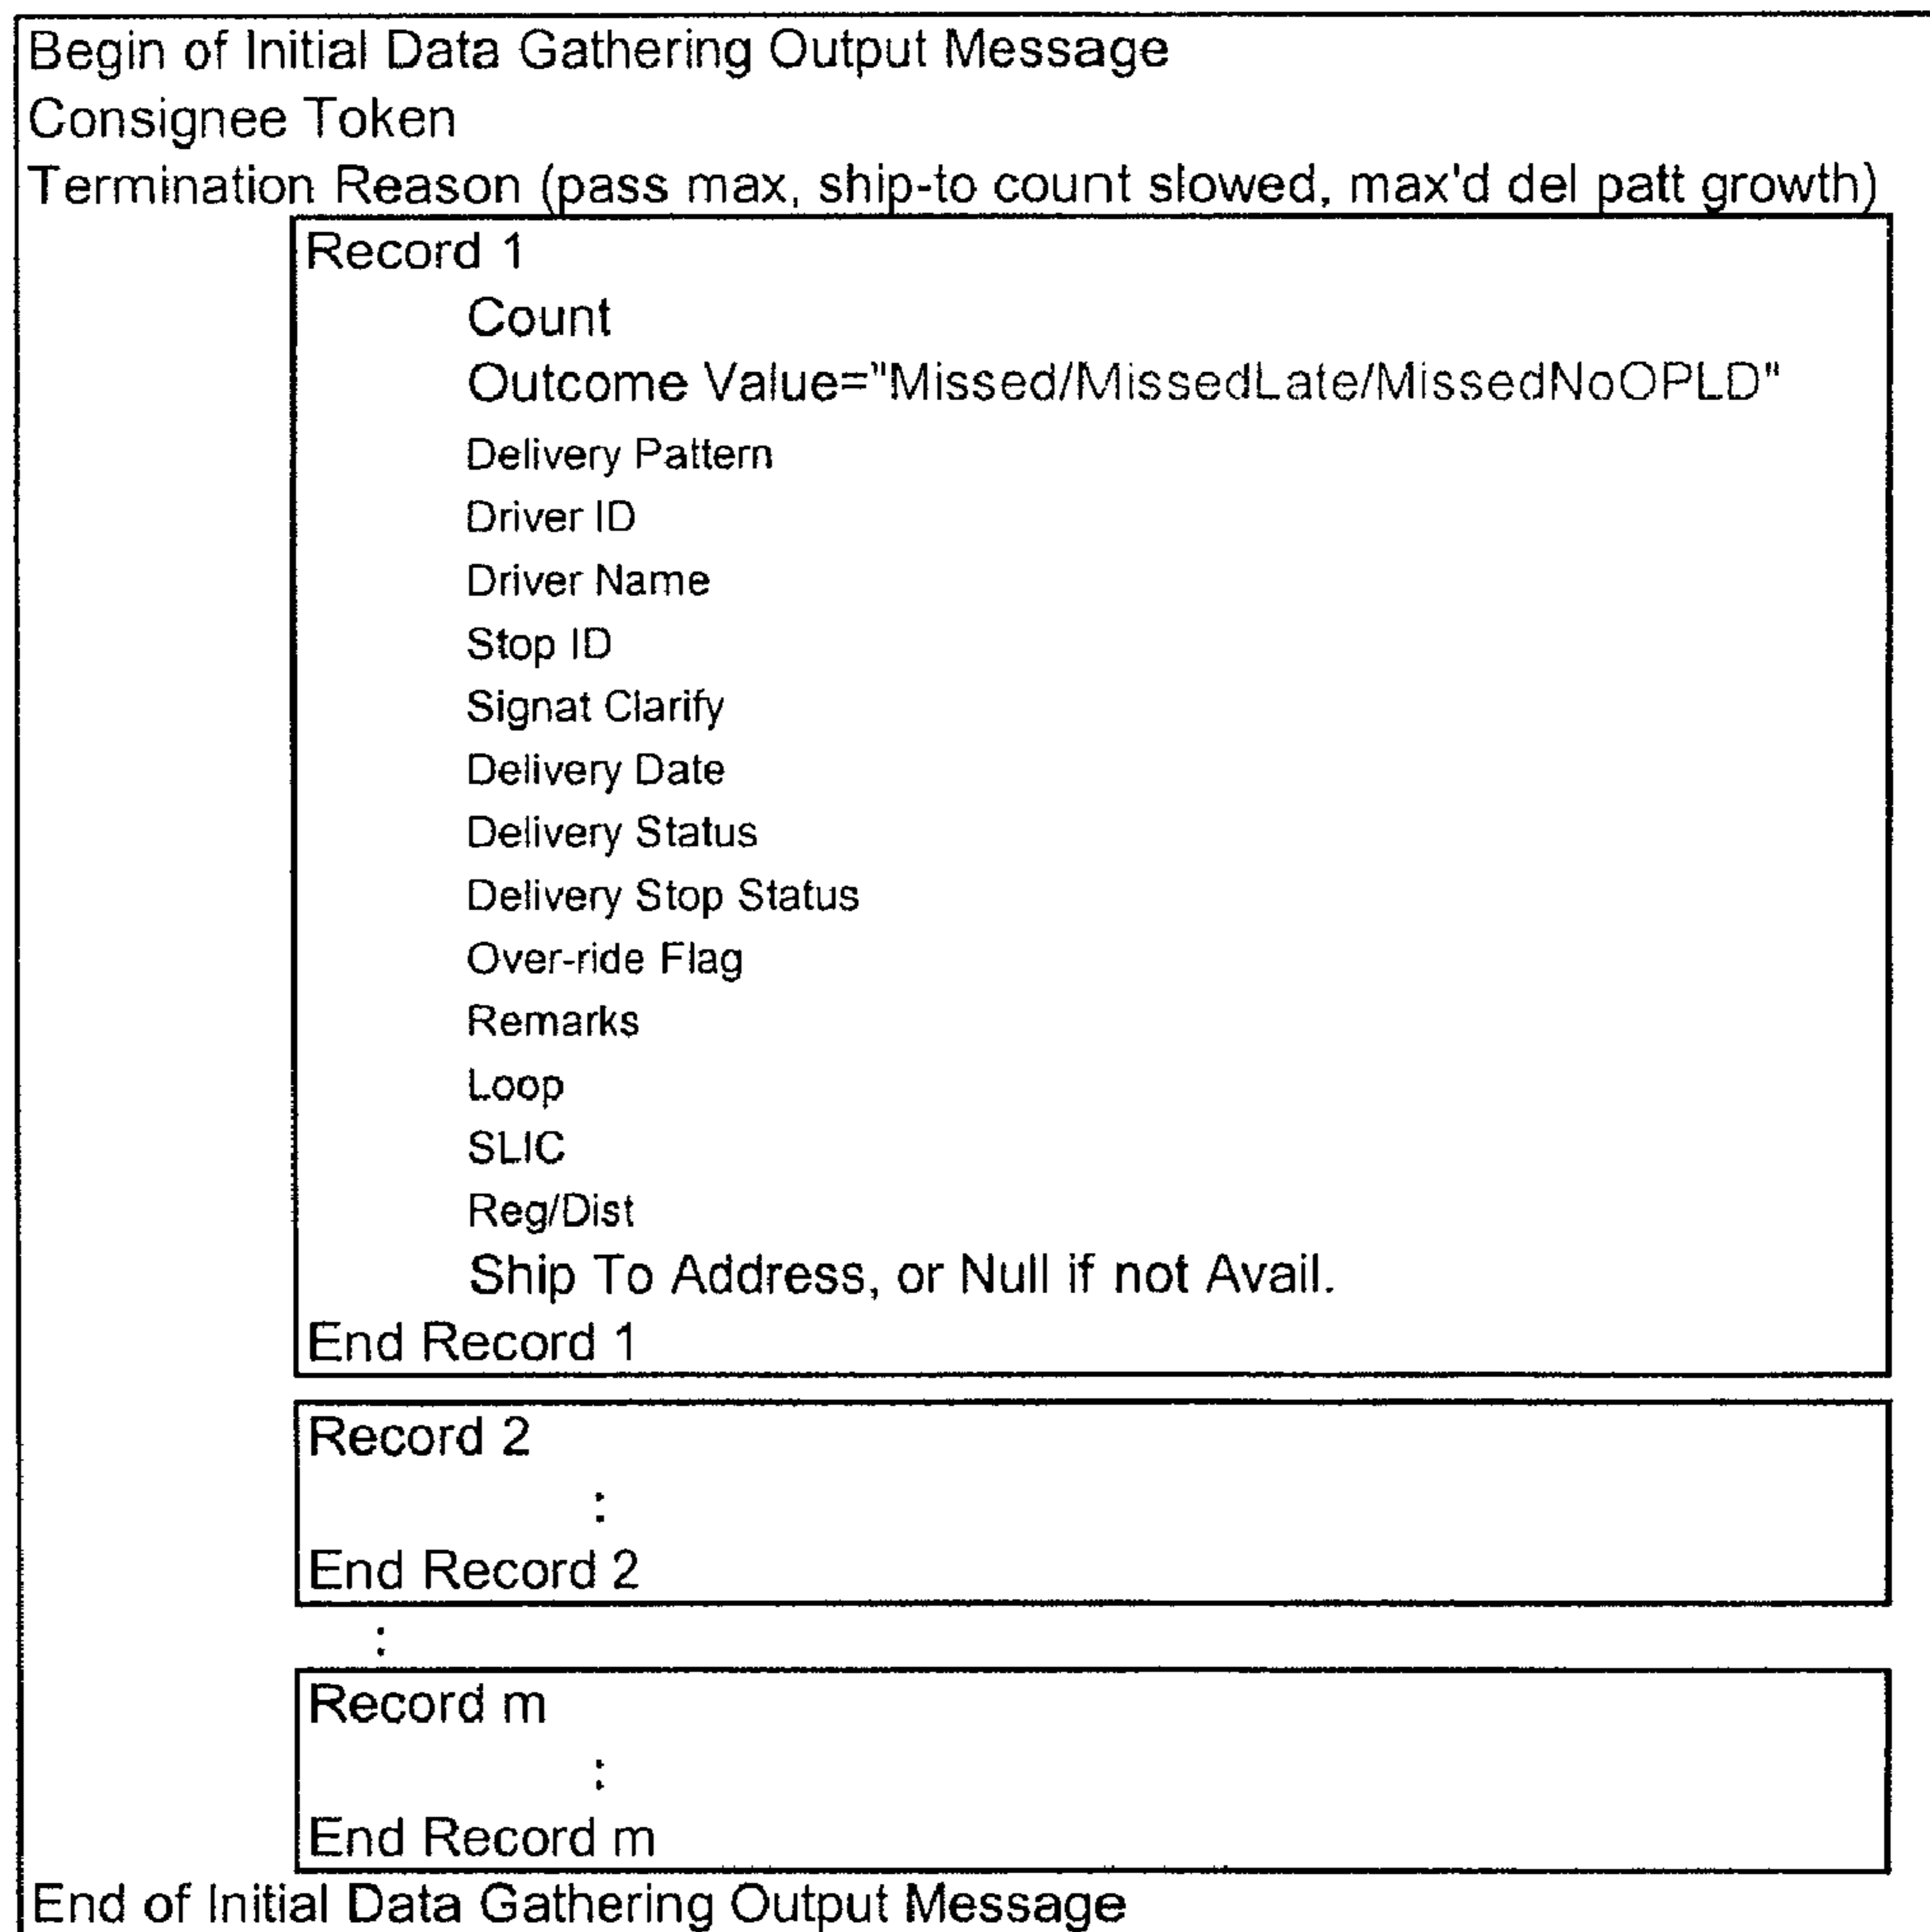 Begin of Initial Data Gathering Output Message
Consignee Token
Termination Reason (pass max, ship-to count slowed, max'd del patt growth)
Record 1
Count
Outcome Value="Missed/MissedLate/MissedNoOPLD"
Delivery Pattern
Driver ID
Driver Name
Stop ID
Signat Clarify
Delivery Date
Delivery Status
Delivery Stop Status
Over-ride Flag
Remarks
Loop
SLIC
Reg/Dist
Ship To Address, or Null if not Avail.
End Record 1
Record 2
:
End Record 2
:
Record m
:
End Record m
End of Initial Data Gathering Output Message